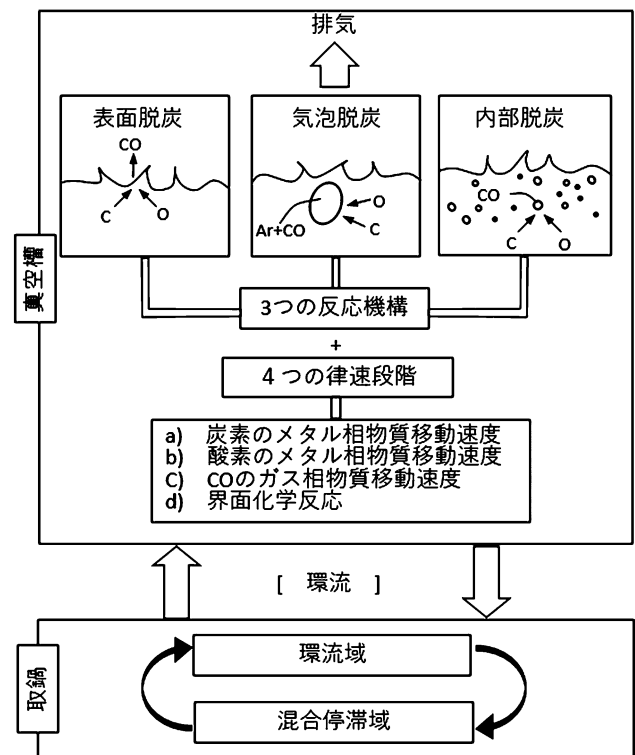 排気
表面脱炭
CO
C
O
気泡脱炭
O
Ar+CO
C
内部脱炭
CO
C
O
真空槽
3つの反応機構
+
4つの律速段階
a) 炭素のメタル相物質移動速度
b) 酸素のメタル相物質移動速度
C) COのガス相物質移動速度
d) 界面化学反応
[ 環流 ]
取鍋
環流域
混合停滞域